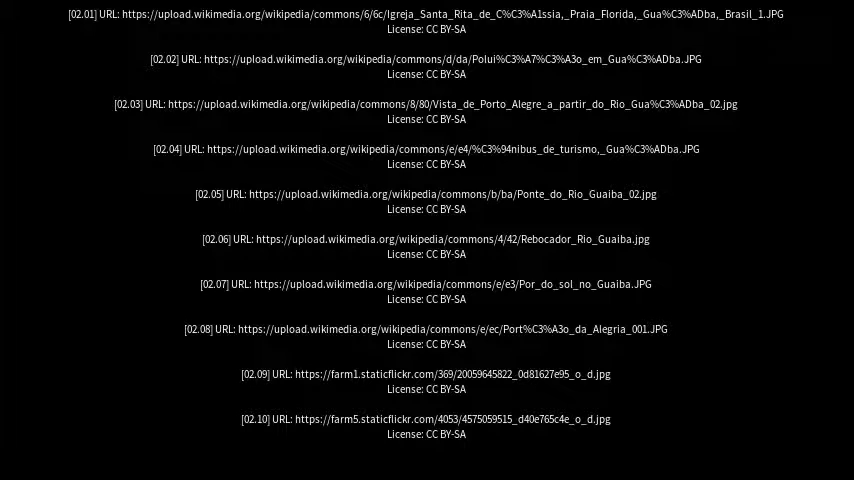 [02.01] URL: https://upload.wikimedia.org/wikipedia/commons/6/6c/Igreja_Santa_Rita_de_C%C3%A1ssia,_Praia_Florida,_Gua%C3%ADba,_Brasil_1.JPG
License: CC BY-SA
[02.02] URL: https://upload.wikimedia.org/wikipedia/commons/d/da/Polui%C3%A7%C3%A3o_em_Gua%C3%ADba.JPG
License: CC BY-SA
[02.03] URL: https://upload.wikimedia.org/wikipedia/commons/8/80/Vista_de_Porto_Alegre_a_partir_do_Rio_Gua%C3%ADba_02.jpg
License: CC BY-SA
[02.04] URL: https://upload.wikimedia.org/wikipedia/commons/e/e4/%C3%94nibus_de_turismo,_Gua%C3%ADba.JPG
License: CC BY-SA
[02.05] URL: https://upload.wikimedia.org/wikipedia/commons/b/ba/Ponte_do_Rio_Guaiba_02.jpg
License: CC BY-SA
[02.06] URL: https://upload.wikimedia.org/wikipedia/commons/4/42/Rebocador_Rio_Guaiba.jpg
License: CC BY-SA
[02.07] URL: https://upload.wikimedia.org/wikipedia/commons/e/e3/Por_do_sol_no_Guaiba.JPG
License: CC BY-SA
[02.08] URL: https://upload.wikimedia.org/wikipedia/commons/e/ec/Port%C3%A3o_da_Alegria_001.JPG
License: CC BY-SA
[02.09] URL: https://farm1.staticflickr.com/369/20059645822_0d81627e95_o_d.jpg
License: CC BY-SA
[02.10] URL: https://farm5.staticflickr.com/4053/4575059515_d40e765c4e_o_d.jpg
License: CC BY-SA